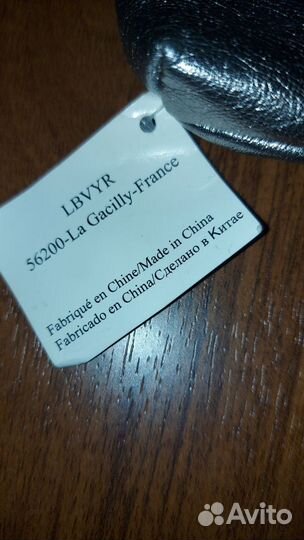 LBVYR
56200-La Gacilly-France
Fabriqué en Chine/Made in China
Fabricado en China/Сделано в Китае
Avito